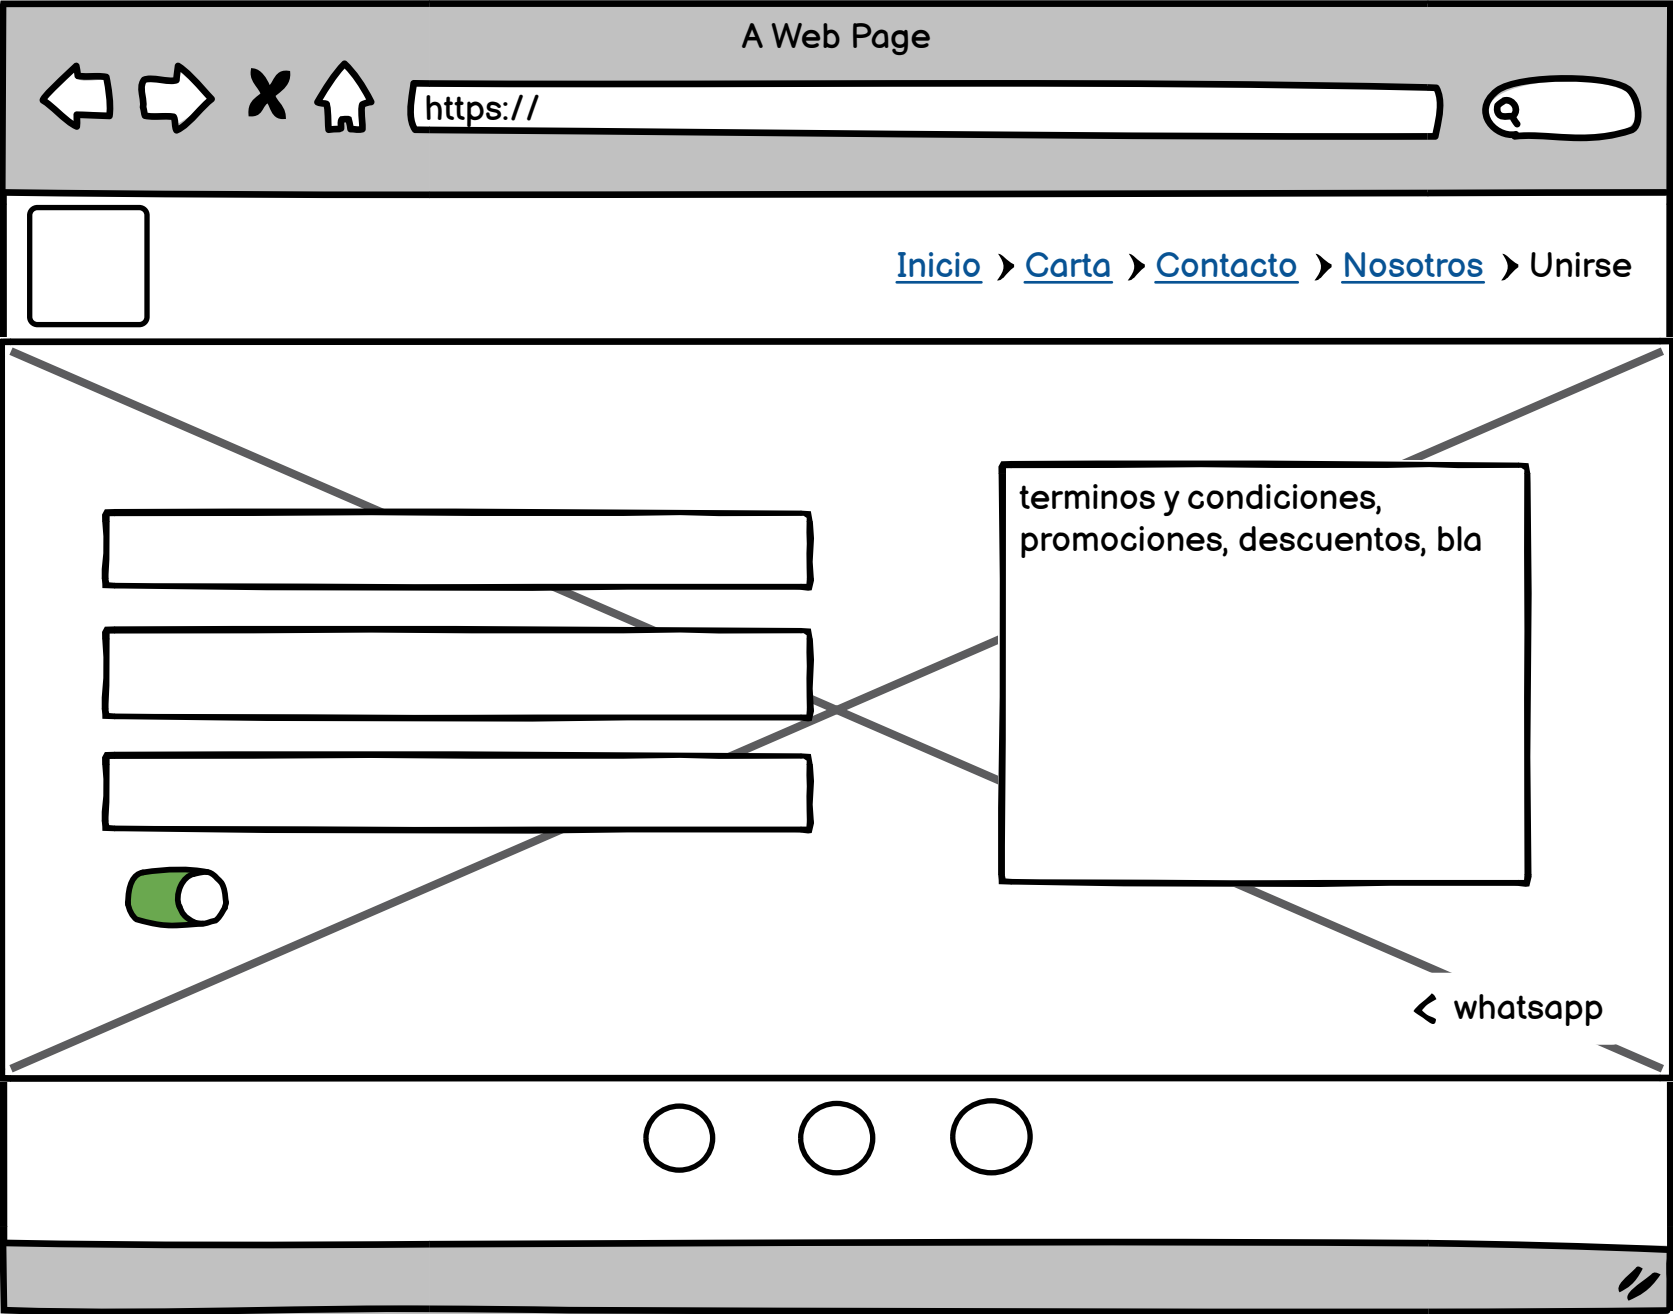 A Web Page
https://
Inicio Carta Contacto Nosotros Unirse
terminos y condiciones,
promociones, descuentos, bla
whatsapp